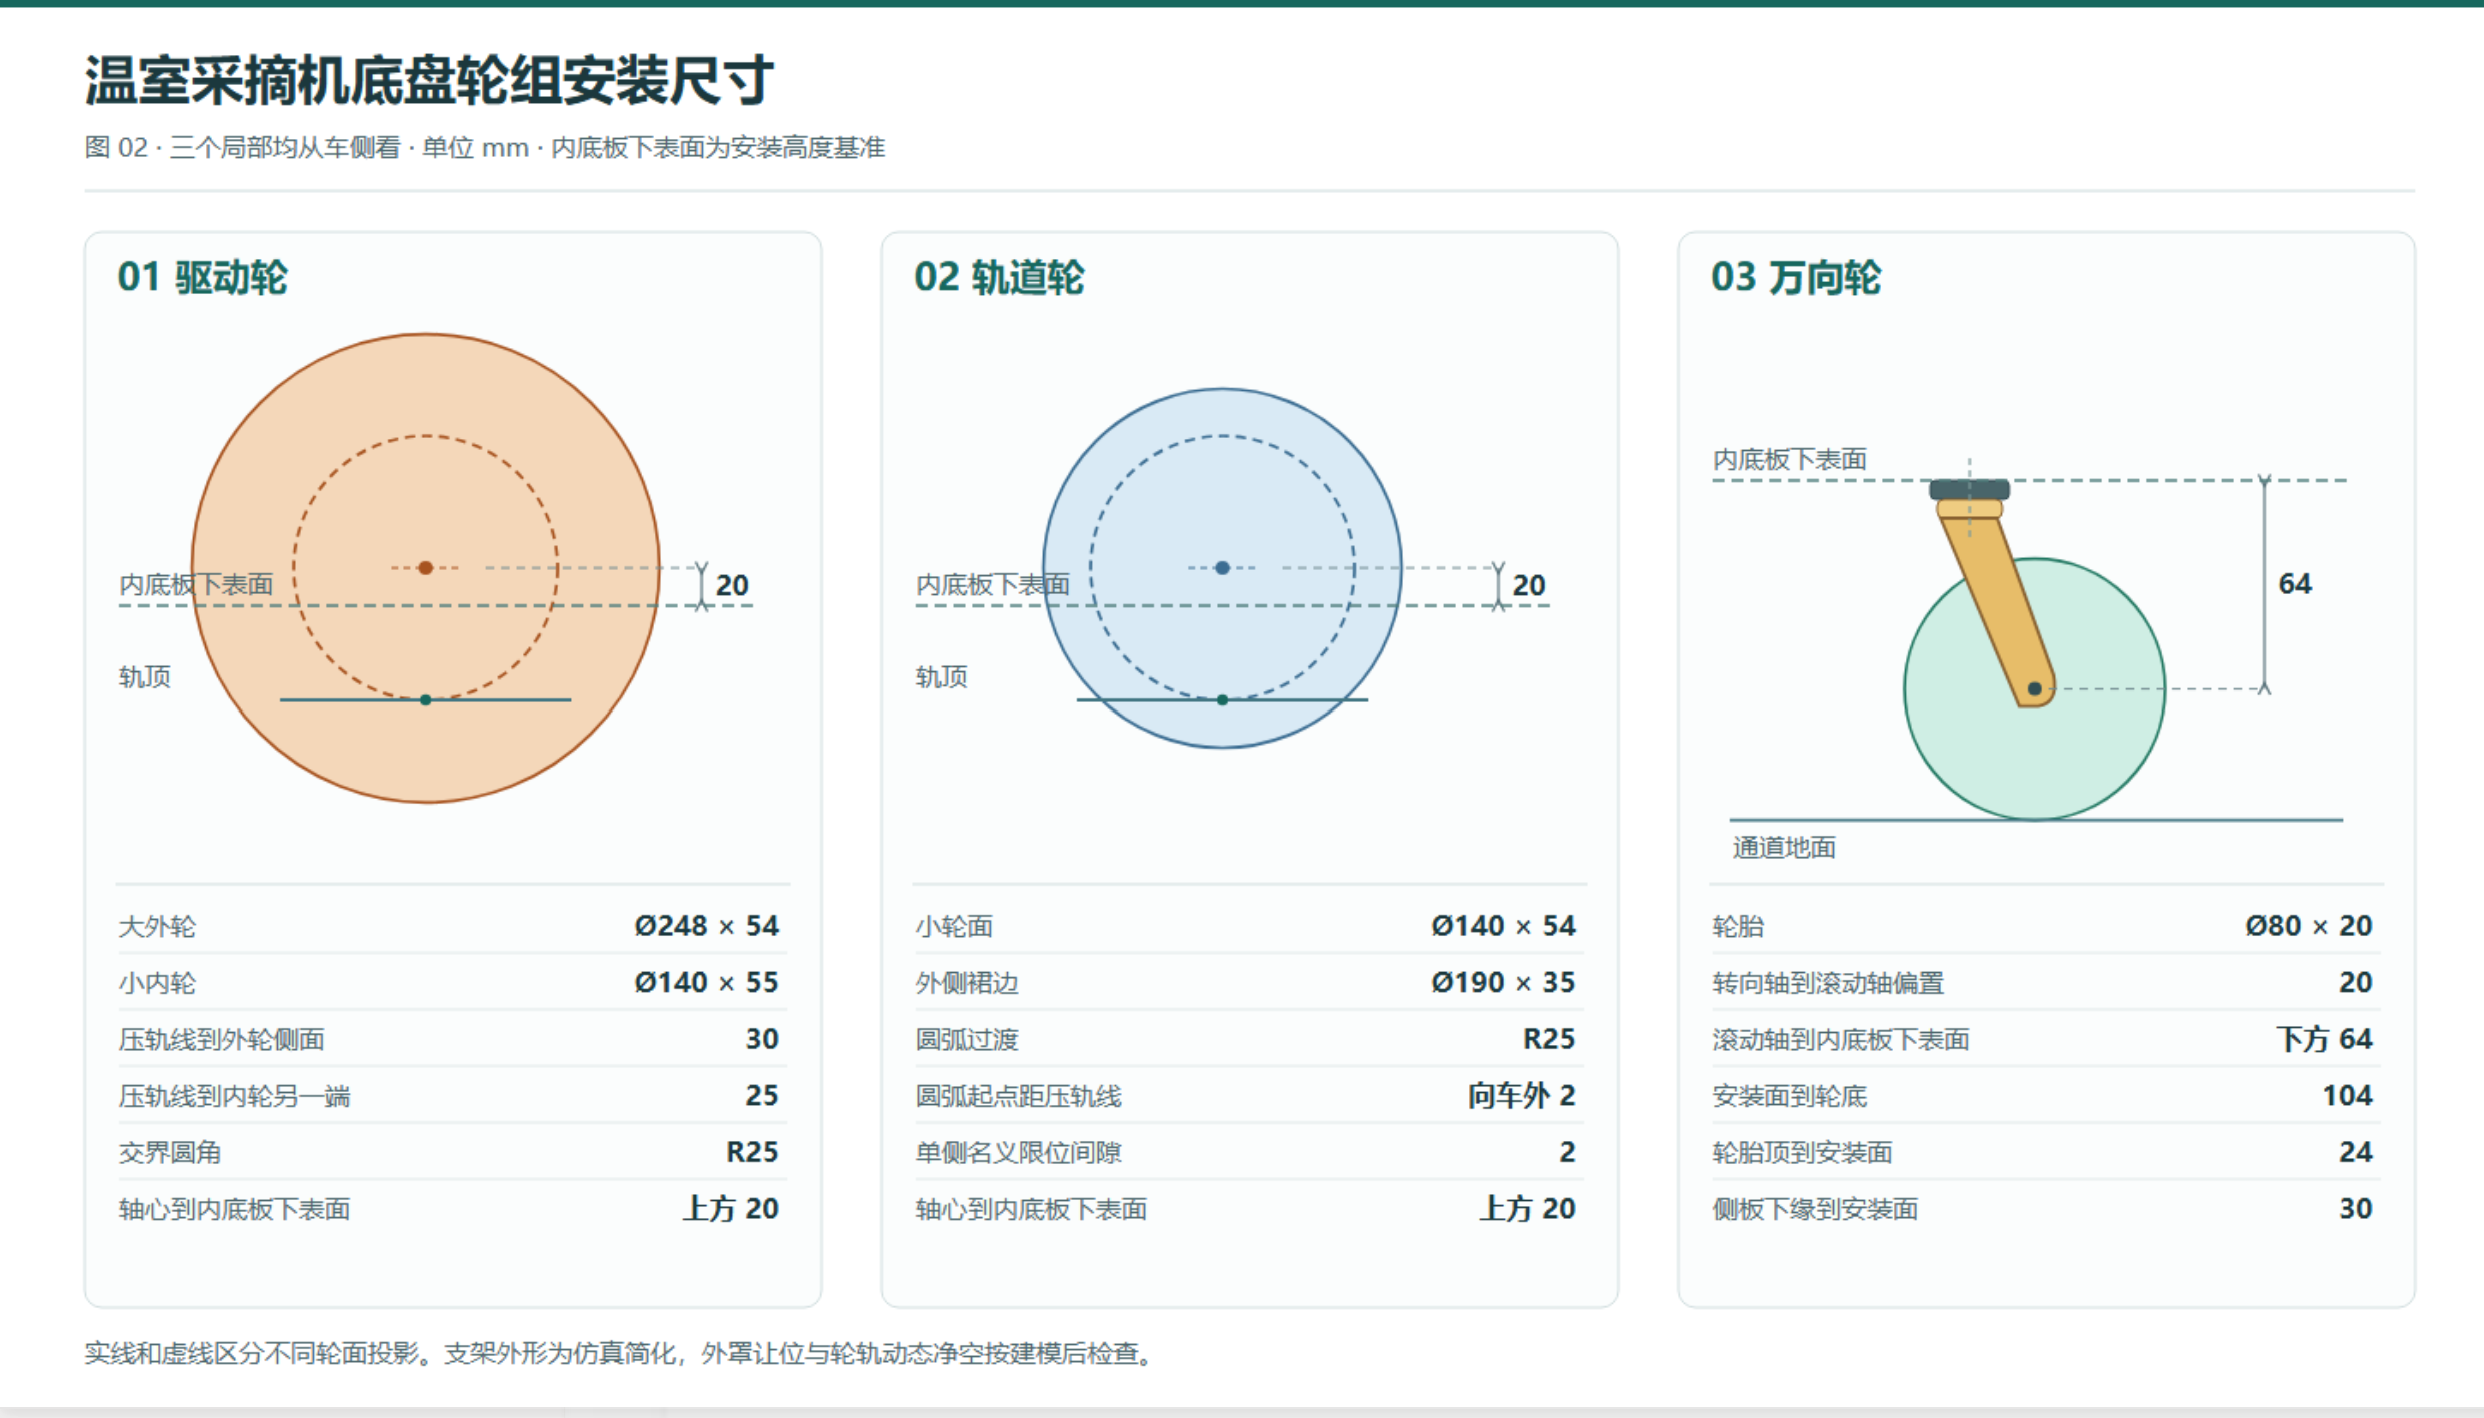 温室采摘机底盘轮组安装尺寸
图 02 · 三个局部均从车侧看 · 单位 mm · 内底板下表面为安装高度基准
01 驱动轮
内底板下表面
20
轨顶
大外轮 Ø248 × 54
小内轮 Ø140 × 55
压轨线到外轮侧面 30
压轨线到内轮另一端 25
交界圆角 R25
轴心到内底板下表面 上方 20
02 轨道轮
内底板下表面
20
轨顶
小轮面 Ø140 × 54
外侧裙边 Ø190 × 35
圆弧过渡 R25
圆弧起点距压轨线 向车外 2
单侧名义限位间隙 2
轴心到内底板下表面 上方 20
03 万向轮
内底板下表面
64
通道地面
轮胎 Ø80 × 20
转向轴到滚动轴偏置 20
滚动轴到内底板下表面 下方 64
安装面到轮底 104
轮胎顶到安装面 24
侧板下缘到安装面 30
实线和虚线区分不同轮面投影。支架外形为仿真简化，外罩让位与轮轨动态净空按建模后检查。